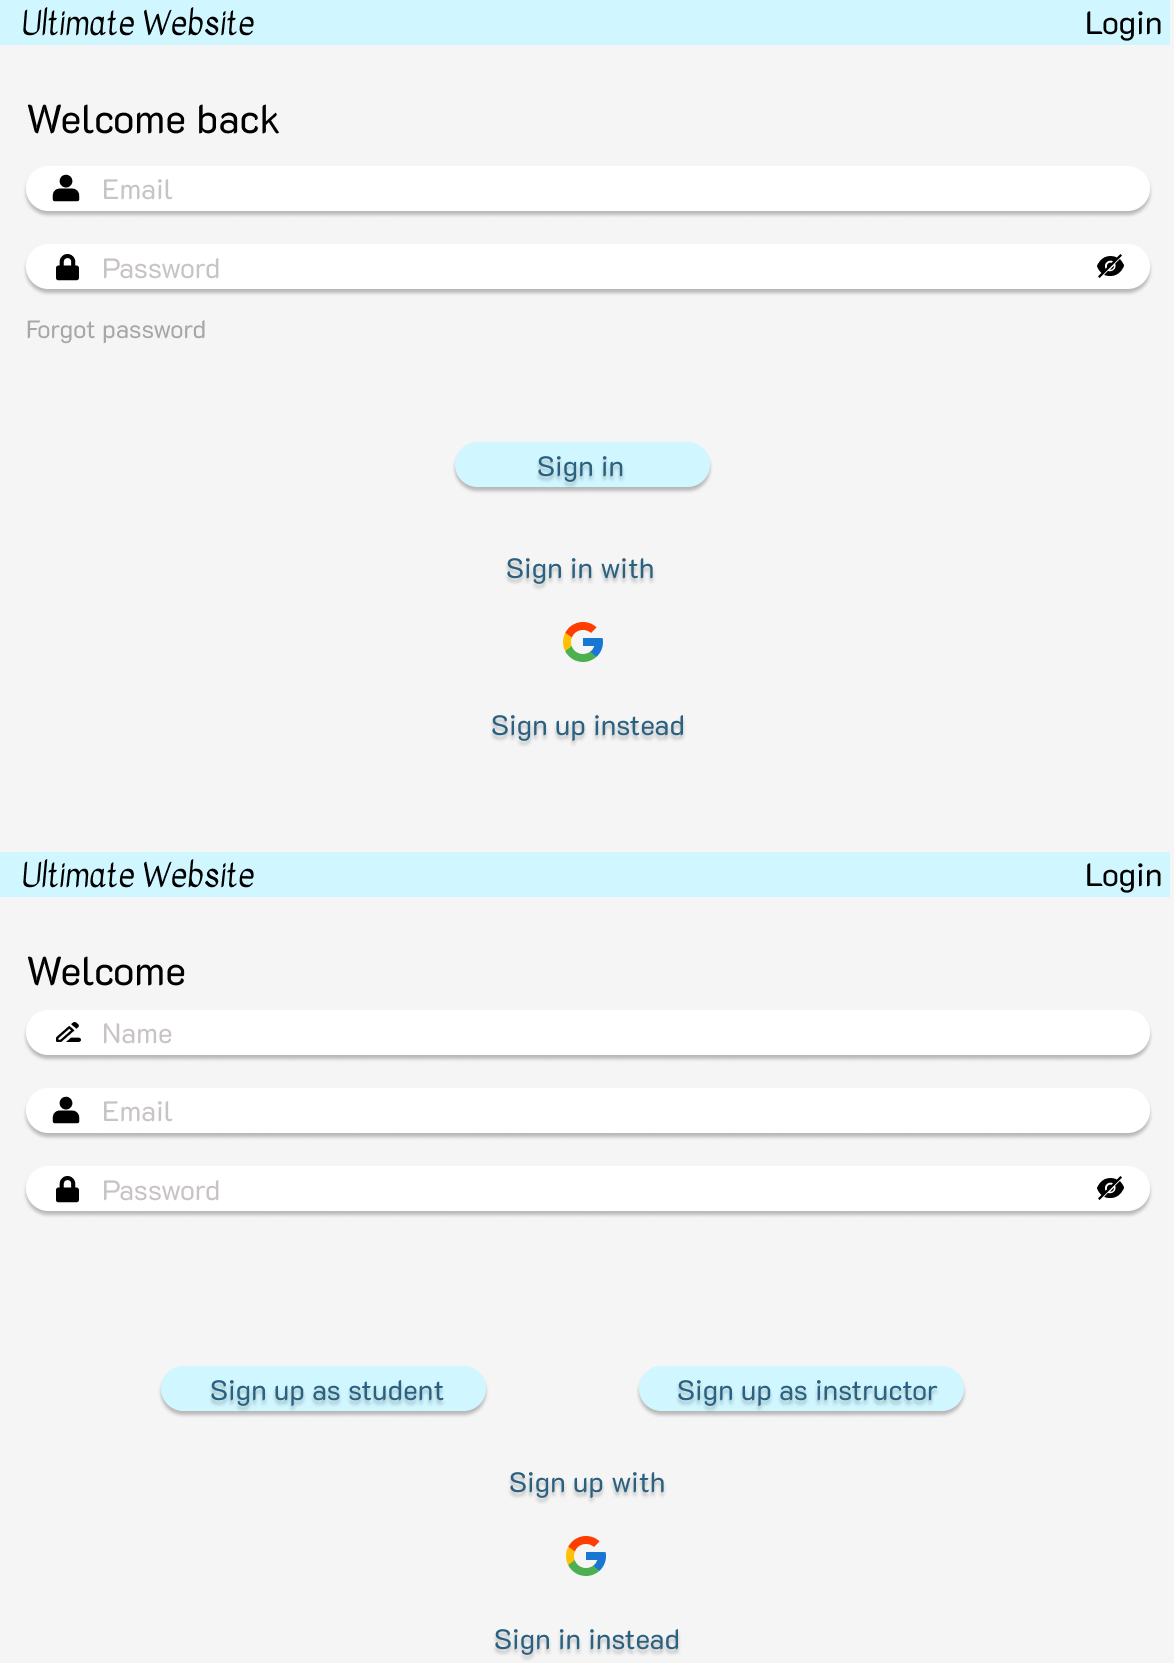 Ultimate Website Login
Welcome back
Email
Password
Forgot password
Sign in
Sign in with
Sign up instead
Ultimate Website Login
Welcome
Name
Email
Password
Sign up as student Sign up as instructor
Sign up with
Sign in instead